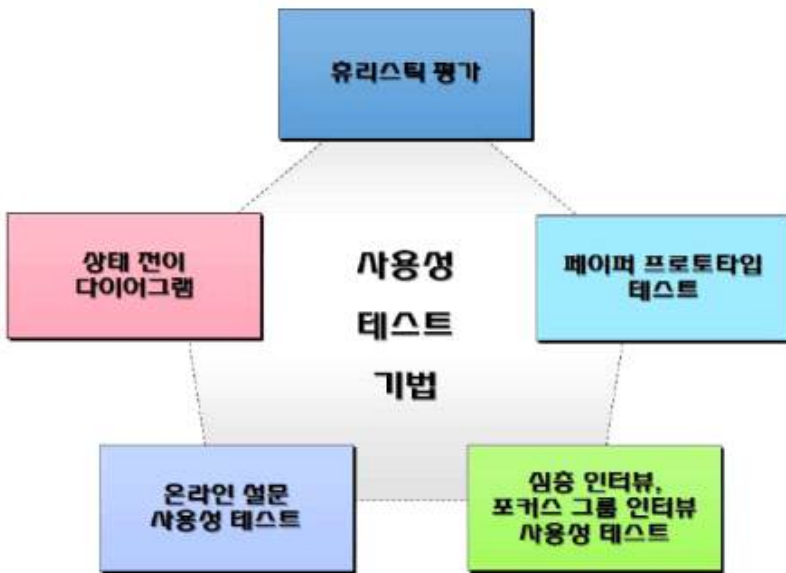 휴리스틱 평가
상태 전이
다이어그램
사용성
테스트
기법
페이퍼 프로토타입
테스트
온라인 설문
사용성 테스트
심층 인터뷰,
포커스 그룹 인터뷰
사용성 테스트